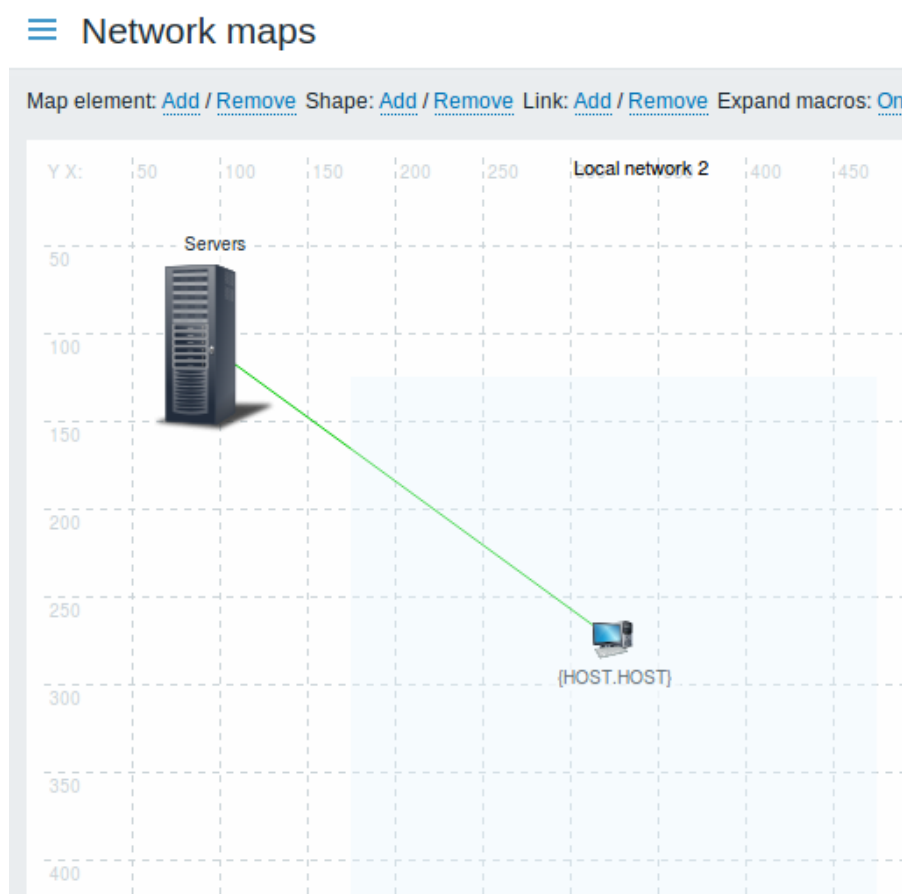 Network maps
Map element: Add / Remove Shape: Add / Remove Link: Add / Remove Expand macros: On
Y X: 50 100 150 200 250 Local network 2 400 450
Servers
50
100
150
200
250
{HOST.HOST}
300
350
400